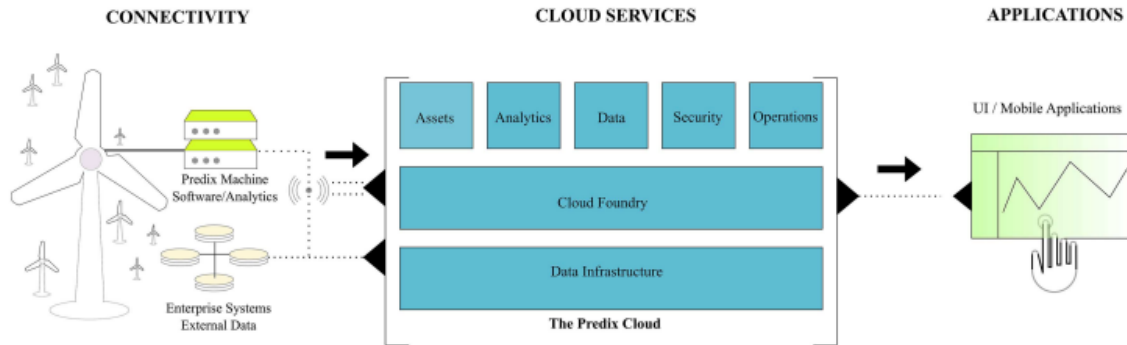 CONNECTIVITY
CLOUD SERVICES
APPLICATIONS
Predix Machine
Software/Analytics
Enterprise Systems
External Data
Assets
Analytics
Data
Security
Operations
Cloud Foundry
Data Infrastructure
The Predix Cloud
UI / Mobile Applications